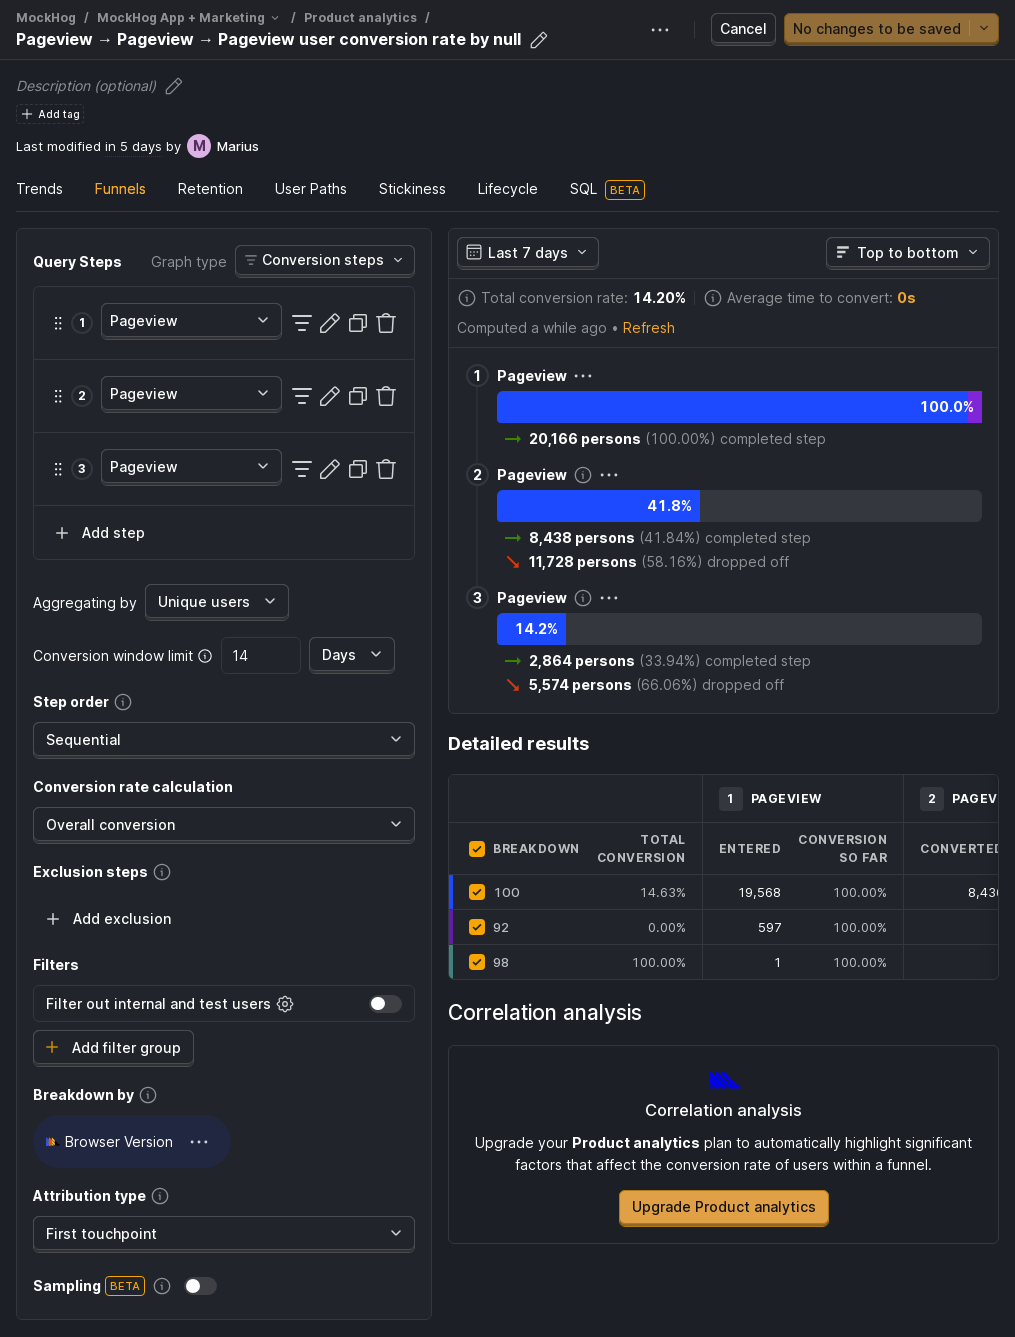 MockHog / MockHog App + Marketing / Product analytics /
Pageview → Pageview → Pageview user conversion rate by null
Cancel
No changes to be saved
Description (optional)
Add tag
Last modified in 5 days by M Marius
Trends Funnels Retention User Paths Stickiness Lifecycle SQL BETA
Query Steps
Graph type
Conversion steps
1 Pageview
2 Pageview
3 Pageview
Add step
Aggregating by
Unique users
Conversion window limit
14
Days
Step order
Sequential
Conversion rate calculation
Overall conversion
Exclusion steps
Add exclusion
Filters
Filter out internal and test users
Add filter group
Breakdown by
Browser Version
Attribution type
First touchpoint
Sampling BETA
Last 7 days
Top to bottom
Total conversion rate: 14.20%
Average time to convert: 0s
Computed a while ago • Refresh
1 Pageview
100.0%
→ 20,166 persons (100.00%) completed step
2 Pageview
41.8%
→ 8,438 persons (41.84%) completed step
11,728 persons (58.16%) dropped off
3 Pageview
14.2%
→ 2,864 persons (33.94%) completed step
5,574 persons (66.06%) dropped off
Detailed results
1 PAGEVIEW
2 PAGEV
BREAKDOWN
TOTAL
CONVERSION
ENTERED
CONVERSION
SO FAR
CONVERTED
100 14.63% 19,568 100.00% 8,43
92 0.00% 597 100.00%
98 100.00% 1 100.00%
Correlation analysis
Correlation analysis
Upgrade your Product analytics plan to automatically highlight significant
factors that affect the conversion rate of users within a funnel.
Upgrade Product analytics